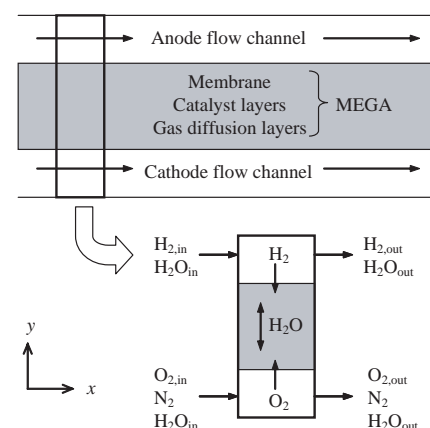 Anode flow channel
Membrane
Catalyst layers
Gas diffusion layers
MEGA
Cathode flow channel
H2,in
H2Oin
H2
H2,out
H2Oout
H2O
y
x
O2,in
N2
H2Oin
O2
O2,out
N2
H2Oout